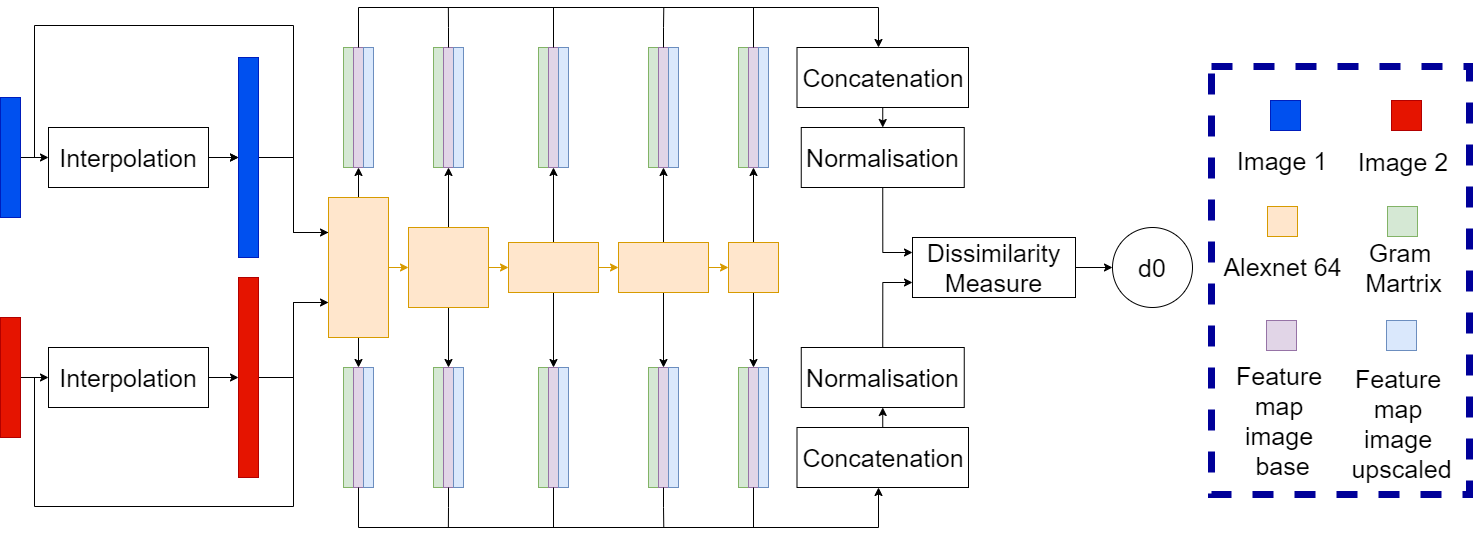 Interpolation
Interpolation
Concatenation
Normalisation
Dissimilarity
Measure
d0
Normalisation
Concatenation
Image 1
Image 2
Alexnet 64
Gram
Martrix
Feature
map
image
base
Feature
map
image
upscaled